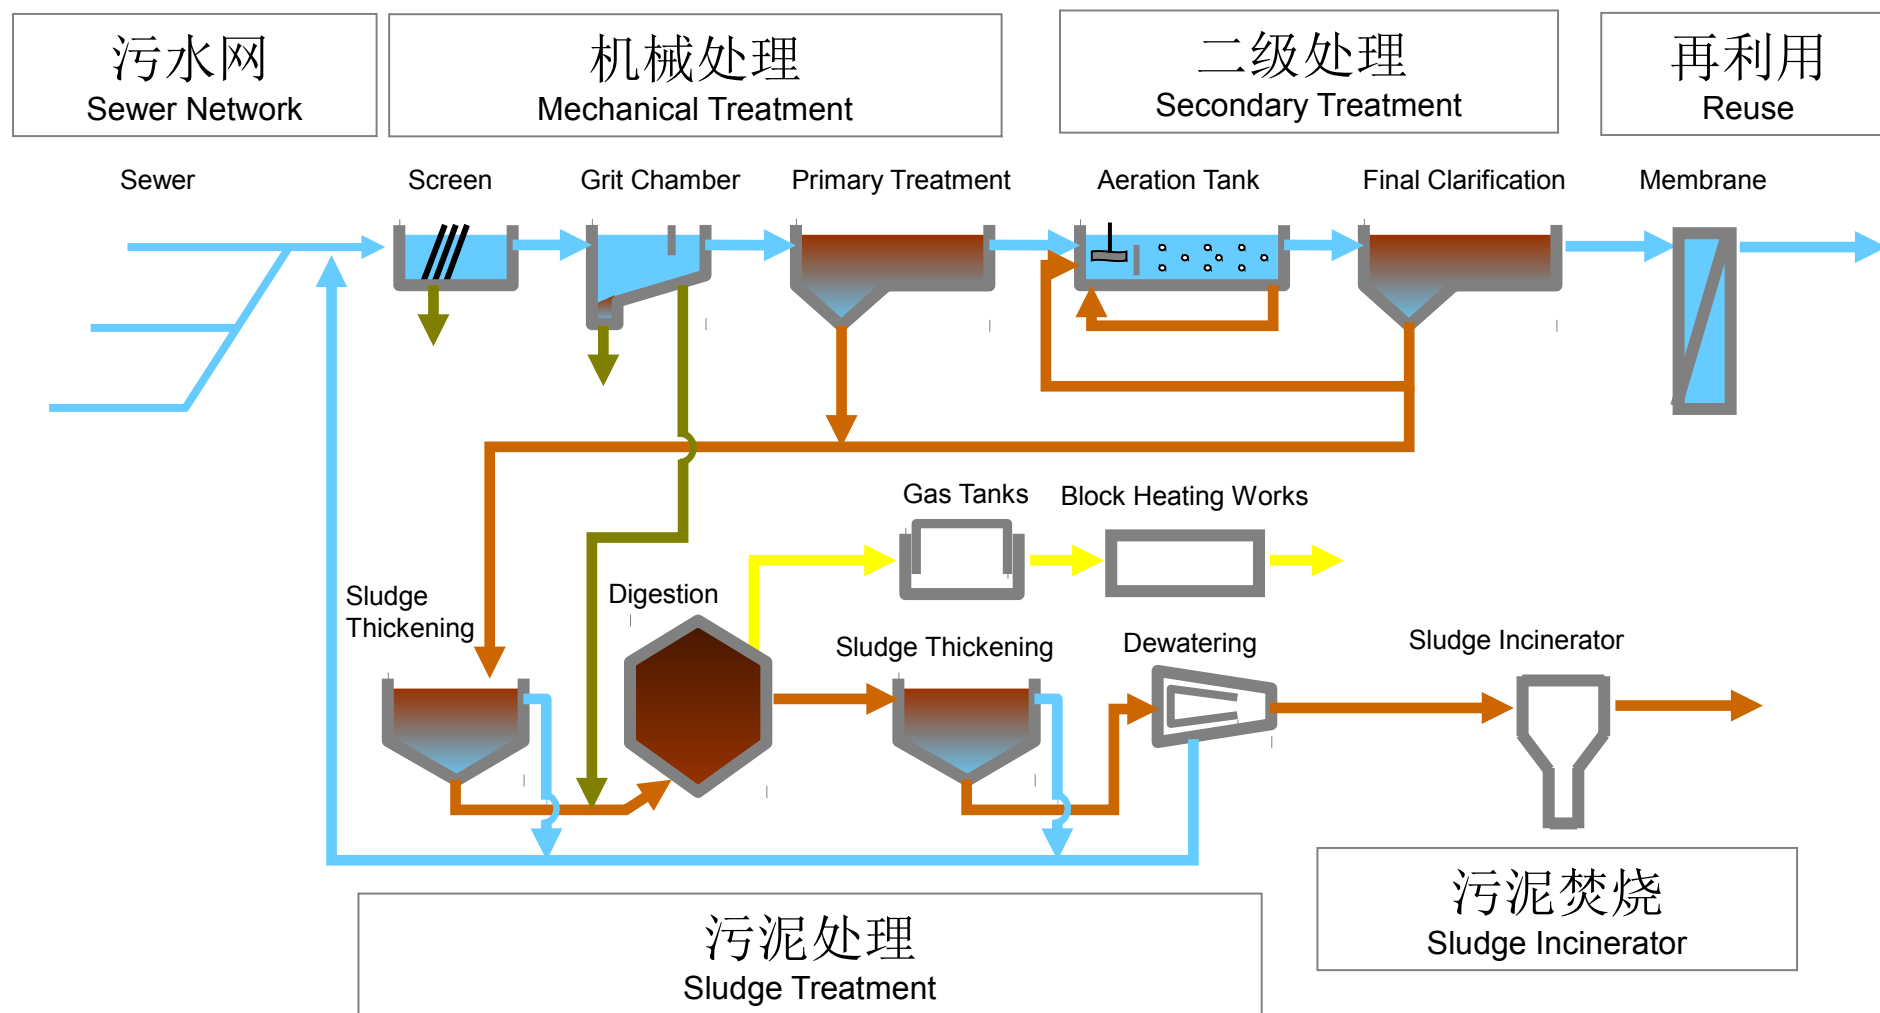 污水网
Sewer Network
机械处理
Mechanical Treatment
二级处理
Secondary Treatment
再利用
Reuse
Sewer
Screen
Grit Chamber
Primary Treatment
Aeration Tank
Final Clarification
Membrane
Gas Tanks
Block Heating Works
Sludge
Thickening
Digestion
Sludge Thickening
Dewatering
Sludge Incinerator
污泥焚烧
Sludge Incinerator
污泥处理
Sludge Treatment